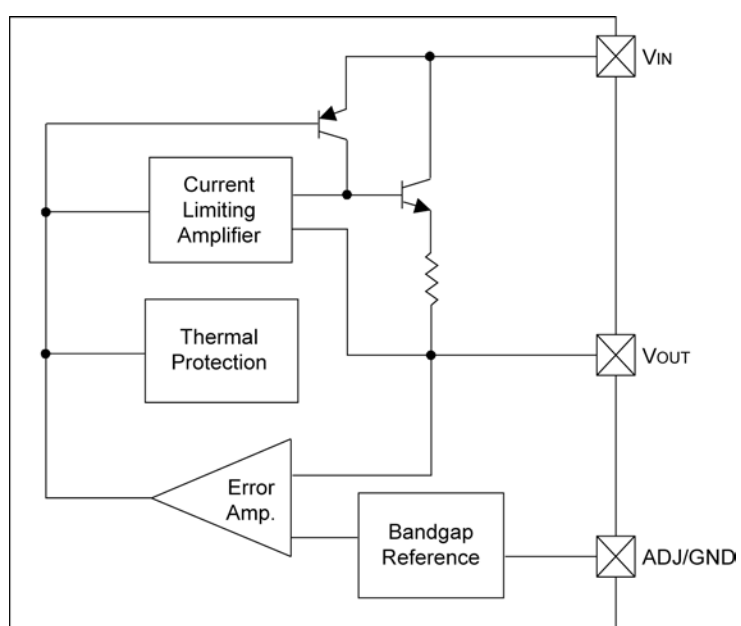 VIN
Current
Limiting
Amplifier
Thermal
Protection
VOUT
Error
Amp.
Bandgap
Reference
ADJ/GND